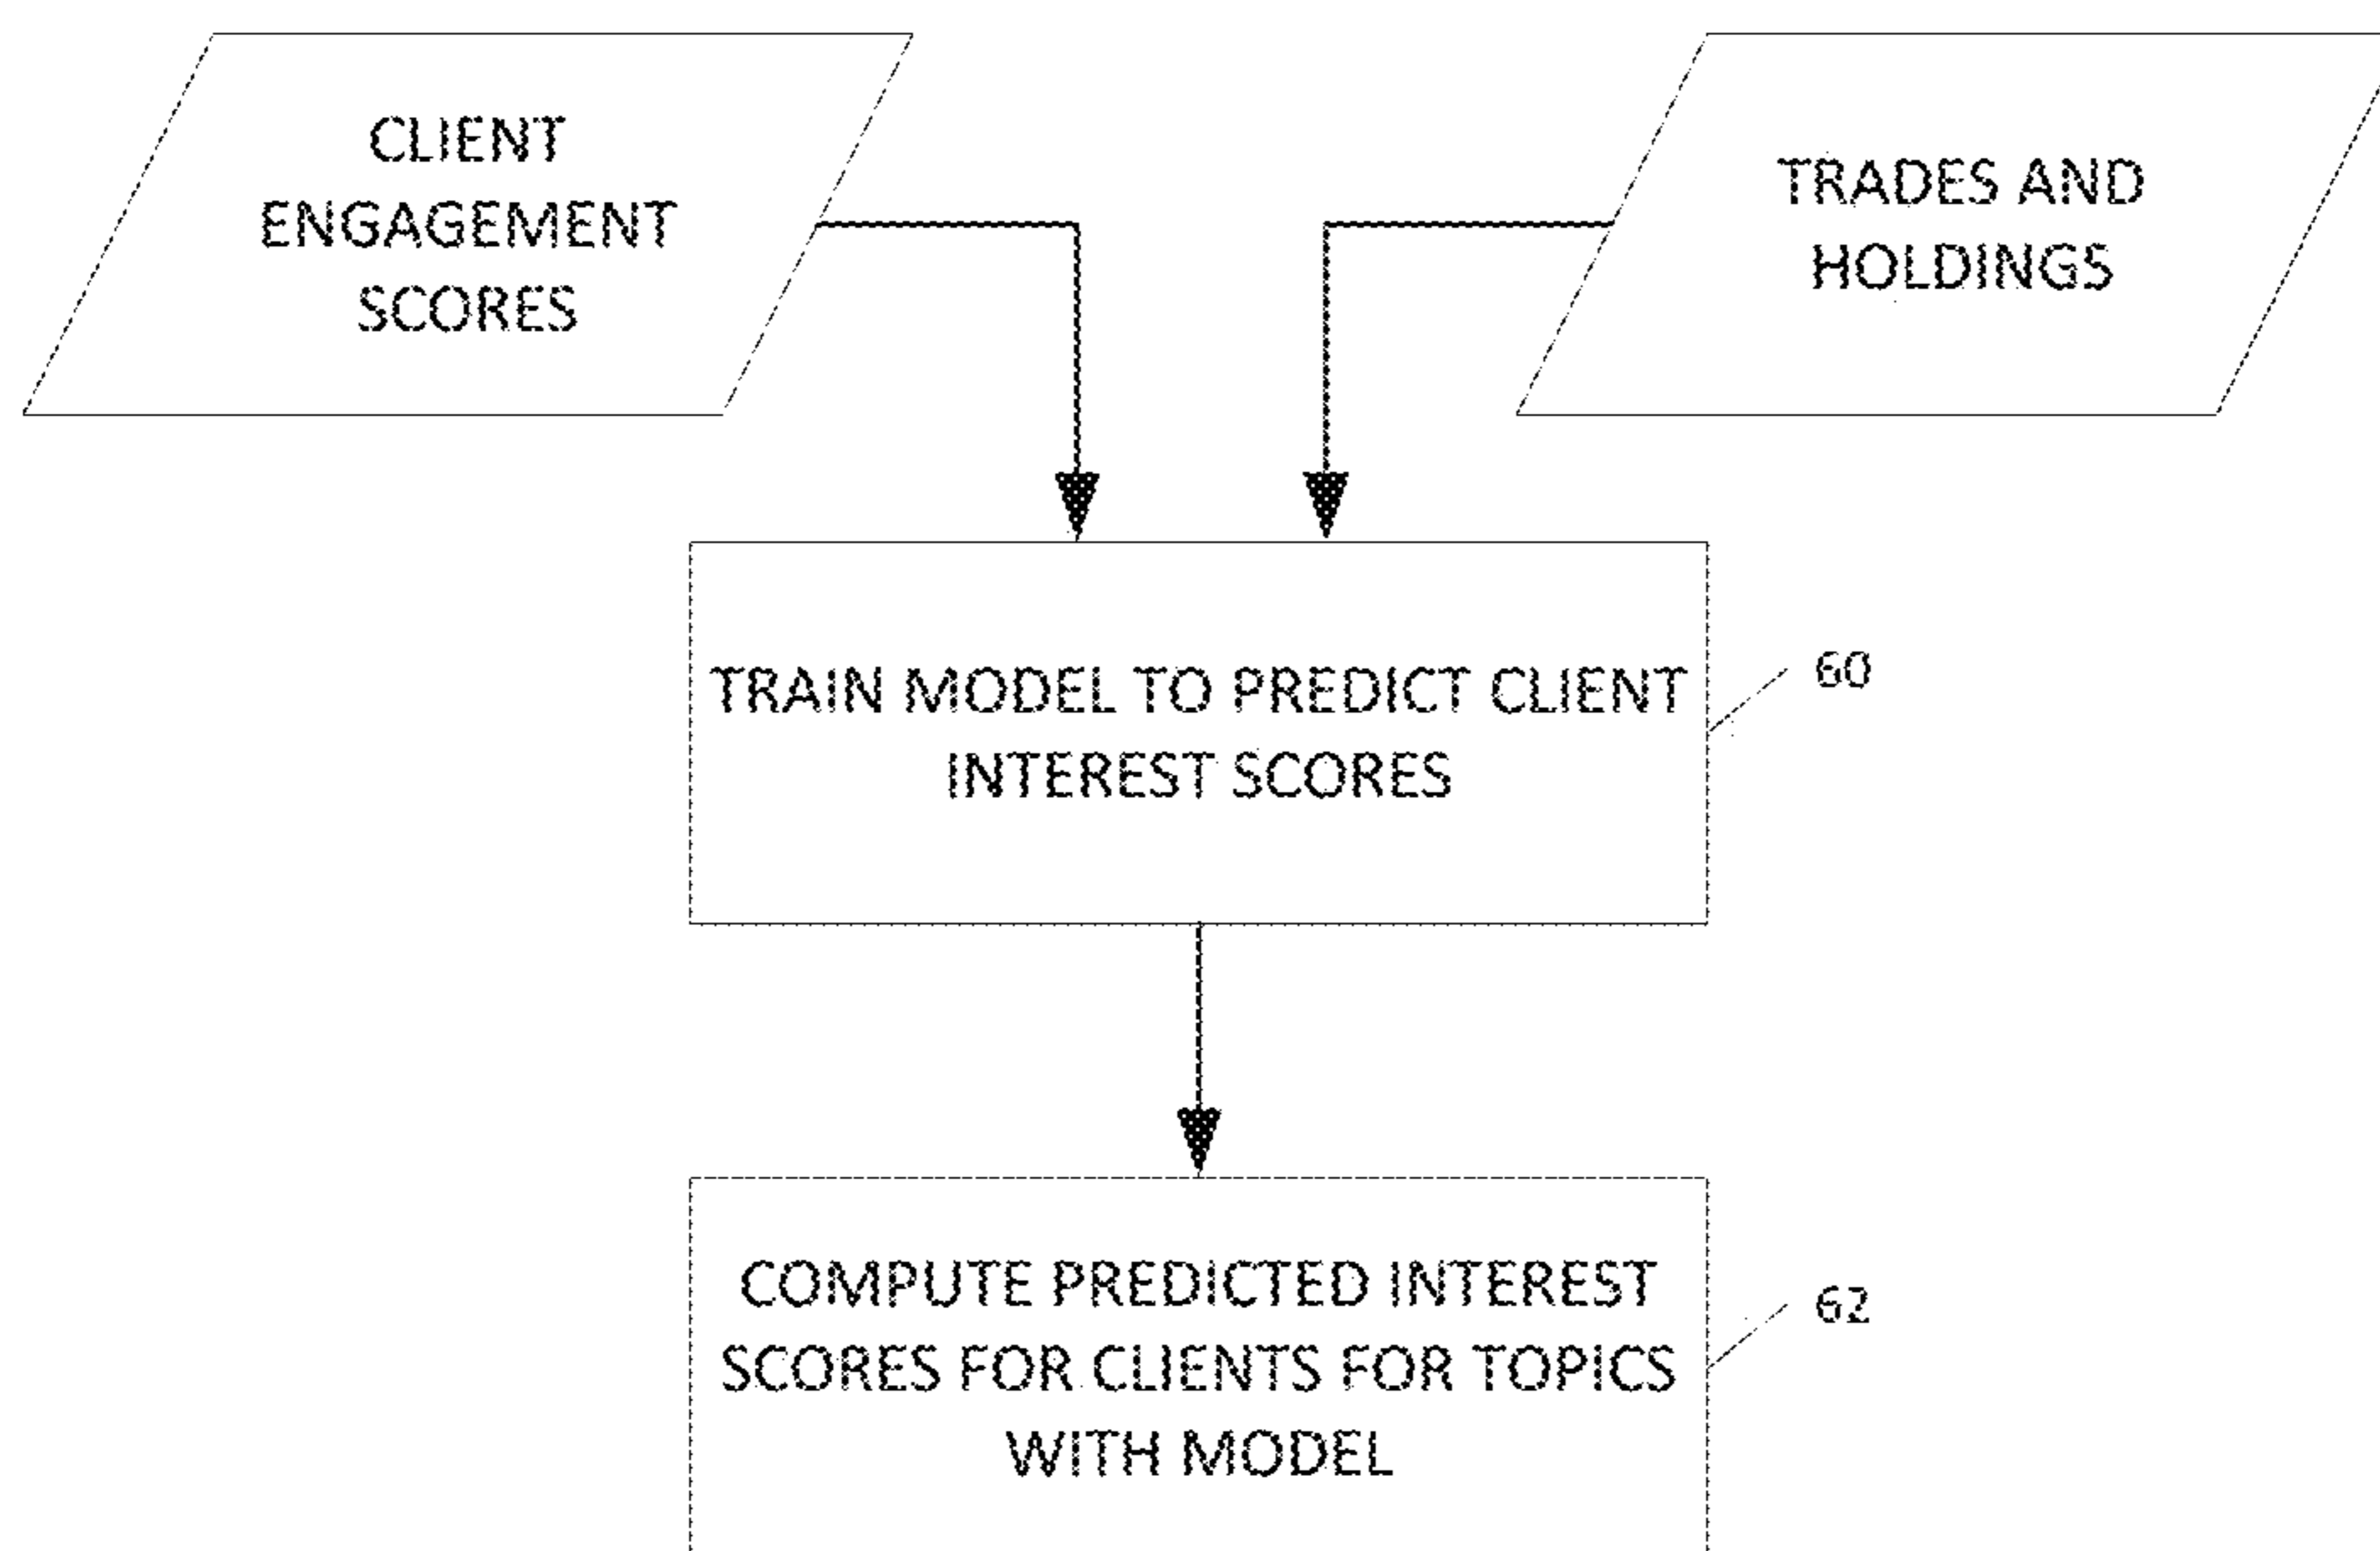 CLIENT
ENGAGEMENT
SCORES
TRADES AND
HOLDINGS
TRAIN MODEL TO PREDICT CLIENT
INTEREST SCORES
60
COMPUTE PREDICTED INTEREST
SCORES FOR CLIENTS FOR TOPICS
WITH MODEL
62